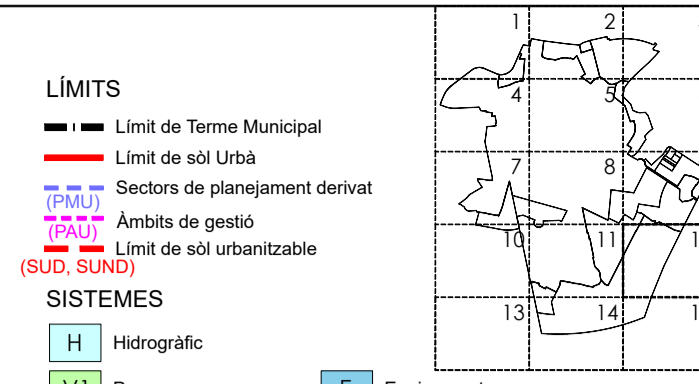 LÍMITS
Límit de Terme Municipal
Límit de sòl Urbà
Sectors de planejament derivat
(PMU)
Àmbits de gestió
(PAU)
Límit de sòl urbanitzable
(SUD, SUND)
SISTEMES
H Hidrogràfic
1 2
4 5
7 8
10 11
13 14